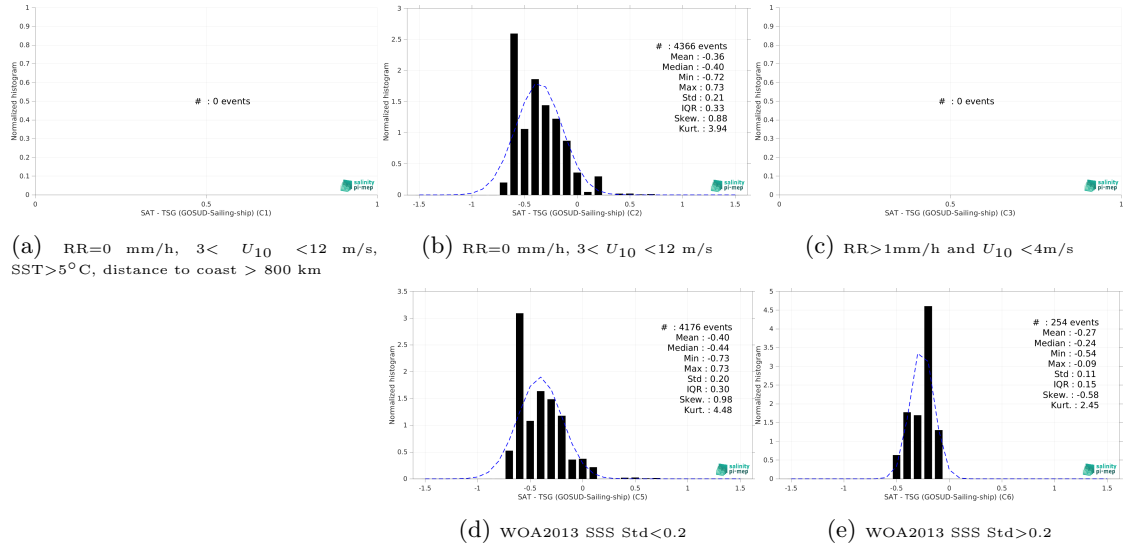 1
0.9
0.8
0.7
0.6
0.5
0.4
0.3
0.2
0.1
0
Normalized histogram
# : 0 events
salinity
pi-mep
0 0.5 1
SAT - TSG (GOSUD-Sailing-ship) (C1)
(a) RR=0 mm/h, 3< U10 <12 m/s,
SST>5°C, distance to coast > 800 km
3
2.5
2
1.5
1
0.5
0
Normalized histogram
# : 4366 events
Mean : -0.36
Median : -0.40
Min : -0.72
Max : 0.73
Std : 0.21
IQR : 0.33
Skew. : 0.88
Kurt. : 3.94
salinity
pi-mep
-1.5 -1 -0.5 0 0.5 1 1.5
SAT - TSG (GOSUD-Sailing-ship) (C2)
(b) RR=0 mm/h, 3< U10 <12 m/s
1
0.9
0.8
0.7
0.6
0.5
0.4
0.3
0.2
0.1
0
Normalized histogram
# : 0 events
salinity
pi-mep
0 0.5 1
SAT - TSG (GOSUD-Sailing-ship) (C3)
(c) RR>1mm/h and U10 <4m/s
3.5
3
2.5
2
1.5
1
0.5
0
Normalized histogram
# : 4176 events
Mean : -0.40
Median : -0.44
Min : -0.73
Max : 0.73
Std : 0.20
IQR : 0.30
Skew. : 0.98
Kurt. : 4.48
salinity
pi-mep
-1.5 -1 -0.5 0 0.5 1 1.5
SAT - TSG (GOSUD-Sailing-ship) (C5)
(d) WOA2013 SSS Std<0.2
5
4.5
4
3.5
3
2.5
2
1.5
1
0.5
0
Normalized histogram
# : 254 events
Mean : -0.27
Median : -0.24
Min : -0.54
Max : -0.09
Std : 0.11
IQR : 0.15
Skew. : -0.58
Kurt. : 2.45
salinity
pi-mep
-1.5 -1 -0.5 0 0.5 1 1.5
SAT - TSG (GOSUD-Sailing-ship) (C6)
(e) WOA2013 SSS Std>0.2